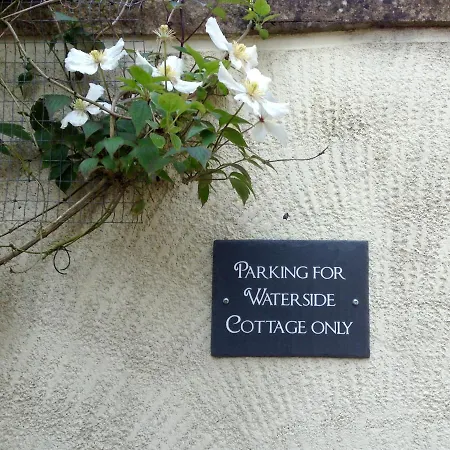 Parking for
Waterside
Cottage only